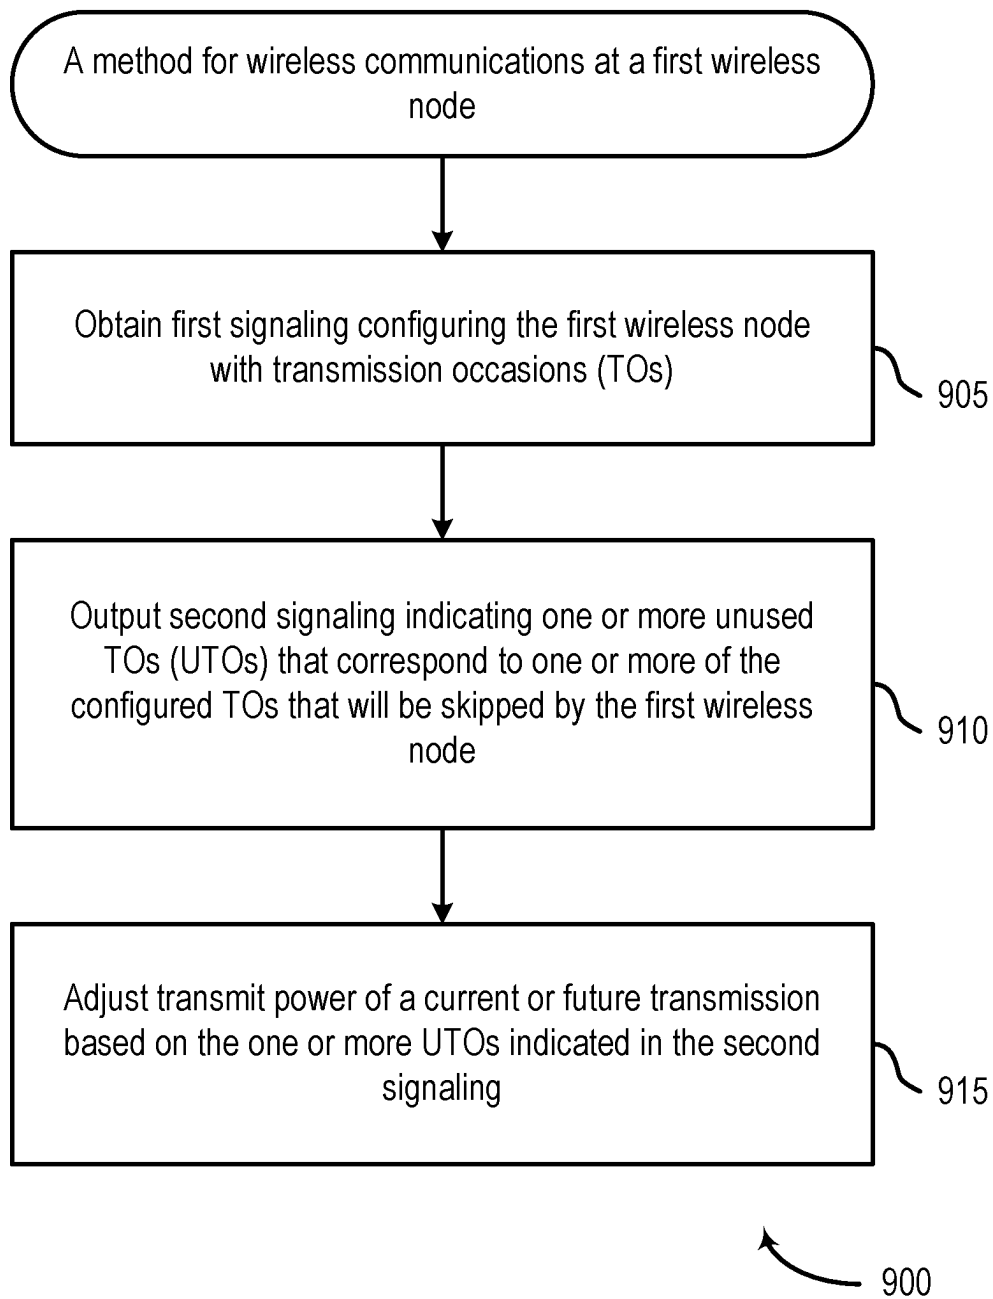 A method for wireless communications at a first wireless
node
Obtain first signaling configuring the first wireless node
with transmission occasions (TOs)
905
Output second signaling indicating one or more unused
TOs (UTOs) that correspond to one or more of the
configured TOs that will be skipped by the first wireless
node
910
Adjust transmit power of a current or future transmission
based on the one or more UTOs indicated in the second
signaling
915
900